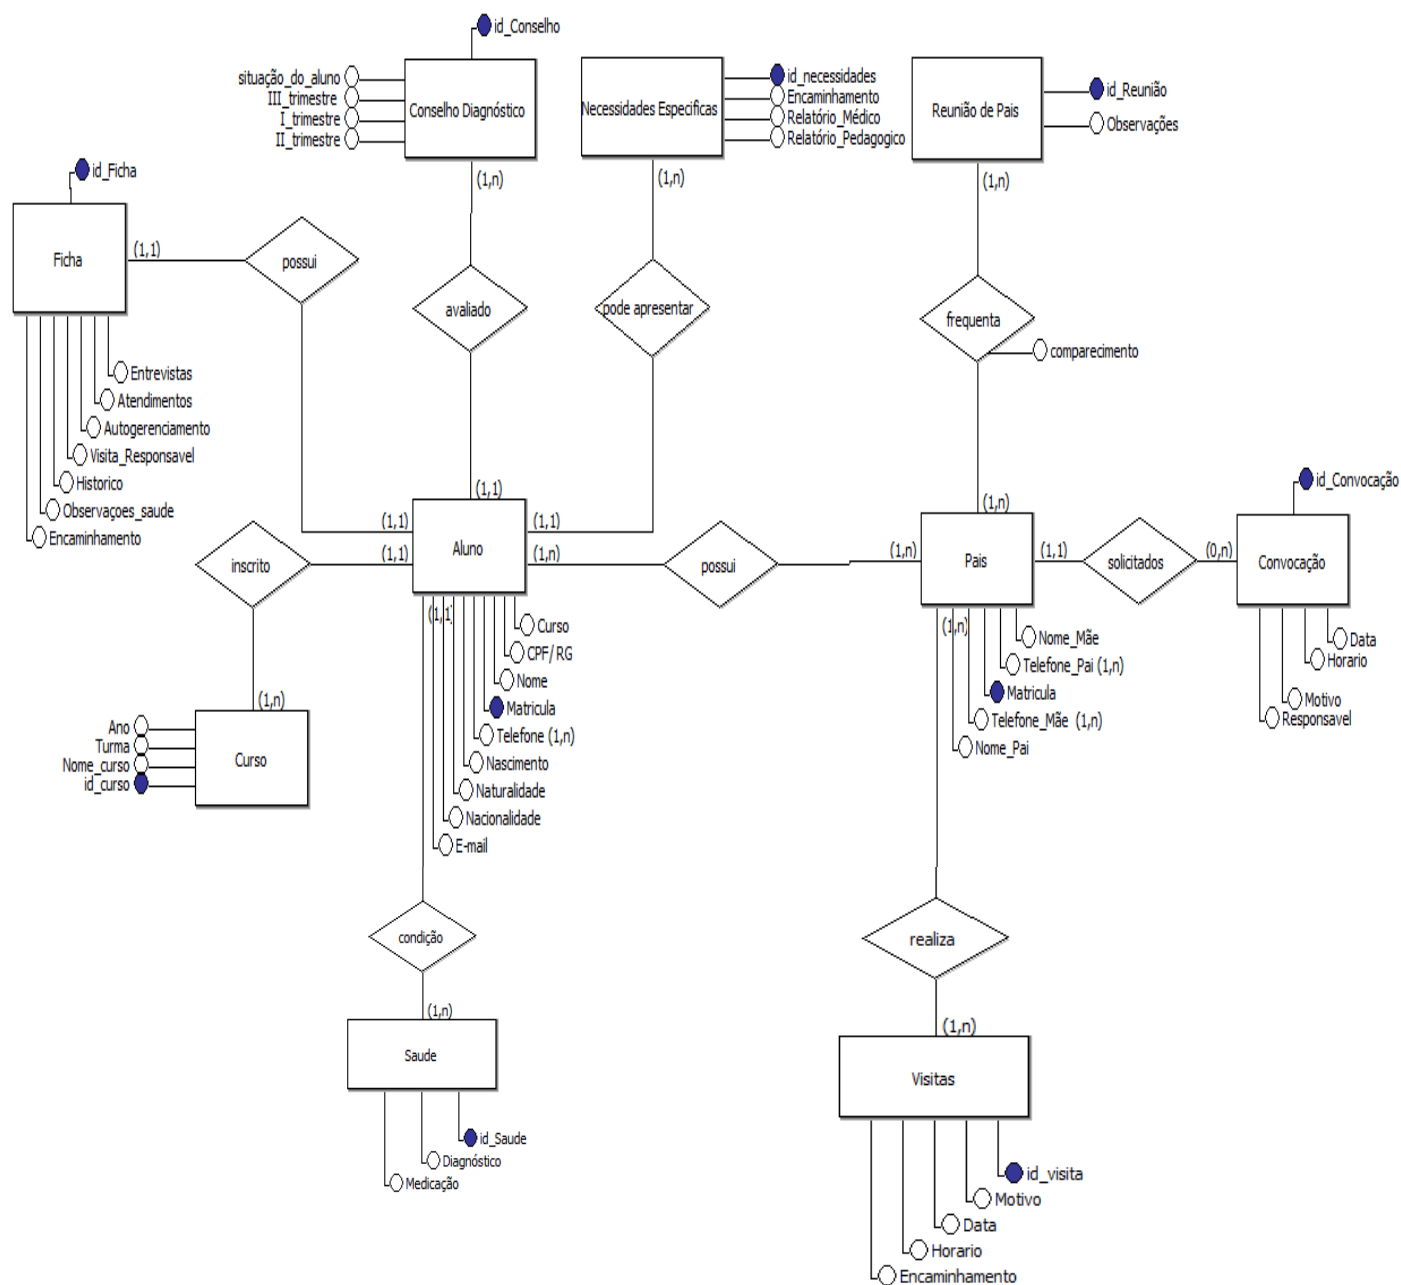 id_Conselho
situação_do_aluno
III_trimestre
I_trimestre
II_trimestre
Conselho Diagnóstico
(1,n)
Necessidades Especificas
id_necessidades
Encaminhamento
Relatório_Médico
Relatório_Pedagogico
(1,n)
Reunião de Pais
id_Reunião
Observações
(1,n)
id_Ficha
Ficha
(1,1)
possui
avaliado
pode apresentar
frequenta
comparecimento
Entrevistas
Atendimentos
Autogerenciamento
Visita_Responsavel
Historico
Observaçoes_saude
Encaminhamento
(1,1)
(1,1)
(1,1)
(1,1)
(1,n)
Aluno
inscrito
possui
(1,n)
(1,n)
Pais
(1,1)
solicitados
(0,n)
id_Convocação
Convocação
(1,1)
Curso
CPF/ RG
Nome
Matricula
Telefone (1,n)
Nascimento
Naturalidade
Nacionalidade
E-mail
(1,n)
Nome_Mãe
Telefone_Pai (1,n)
Matricula
Telefone_Mãe (1,n)
Nome_Pai
Data
Horario
Motivo
Responsavel
(1,n)
Ano
Turma
Nome_curso
id_curso
Curso
condição
(1,n)
Saude
id_Saude
Diagnóstico
Medicação
realiza
(1,n)
Visitas
id_visita
Motivo
Data
Horario
Encaminhamento